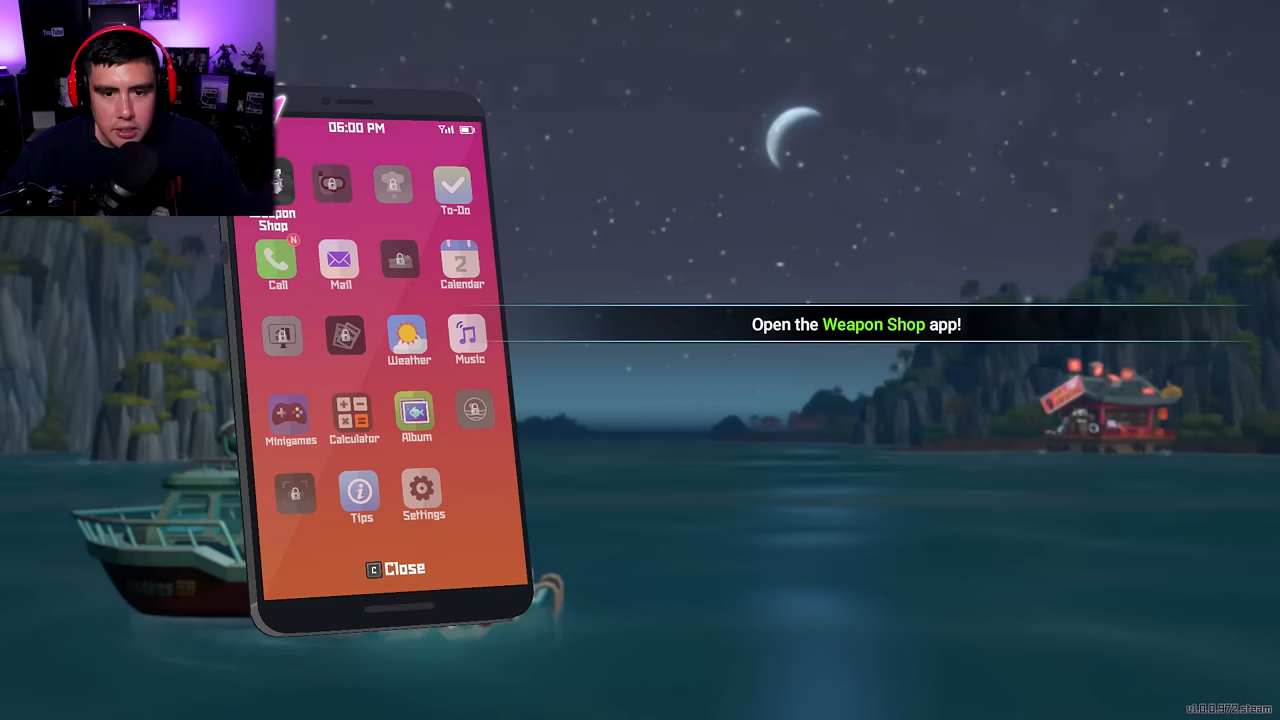 YouTube
06:00 PM
Weapon
Shop
To-Do
N
Call
Mail
2
Calendar
Weather
Music
Minigames
Calculator
Album
Tips
Settings
C Close
Open the Weapon Shop app!
v1.0.0.972.steam